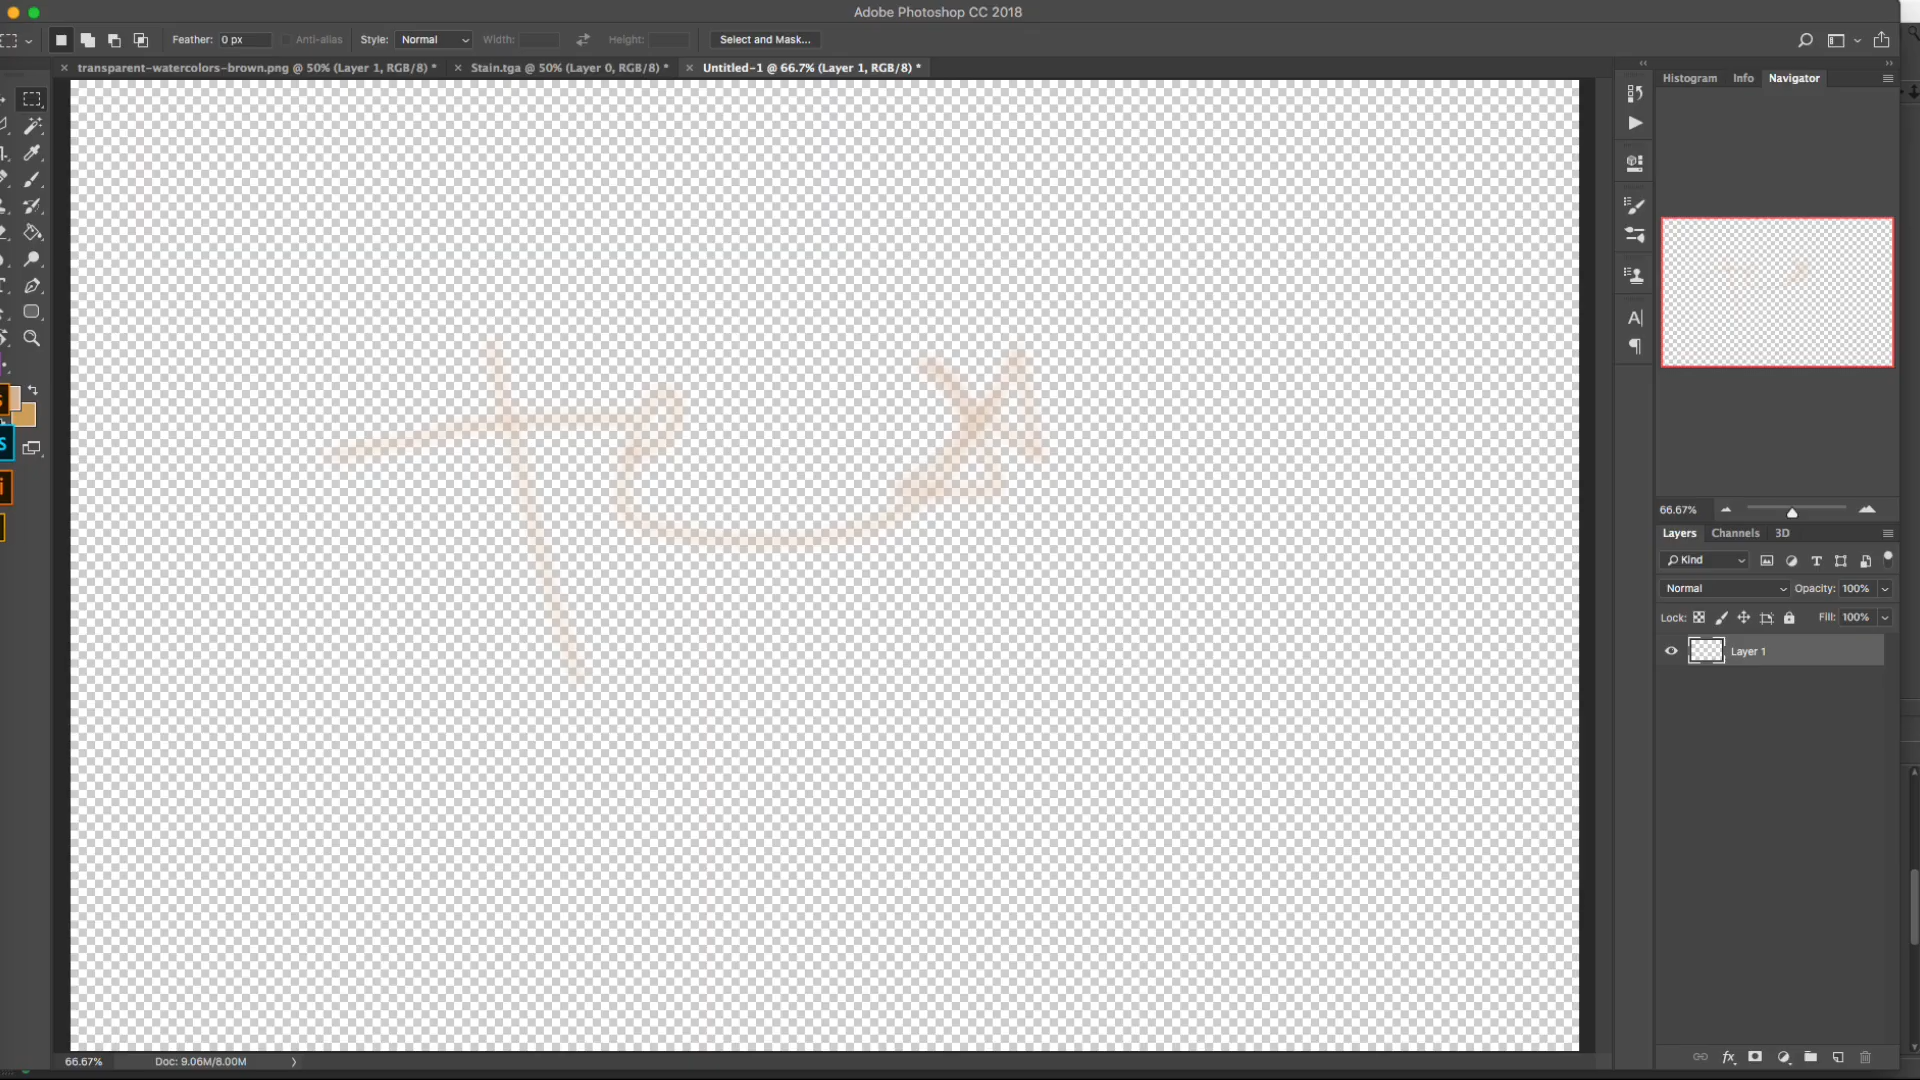 Adobe Photoshop CC 2018
Feather: 0 px Anti-alias Style: Normal Width: Height: Select and Mask...
transparent-watercolors-brown.png @ 50% (Layer 1, RGB/8) * Stain.tga @ 50% (Layer 0, RGB/8) * Untitled-1 @ 66.7% (Layer 1, RGB/8) *
Histogram Info Navigator
66.67%
Layers Channels 3D
Kind
Normal Opacity: 100%
Lock: Fill: 100%
Layer 1
66.67% Doc: 9.06M/8.00M